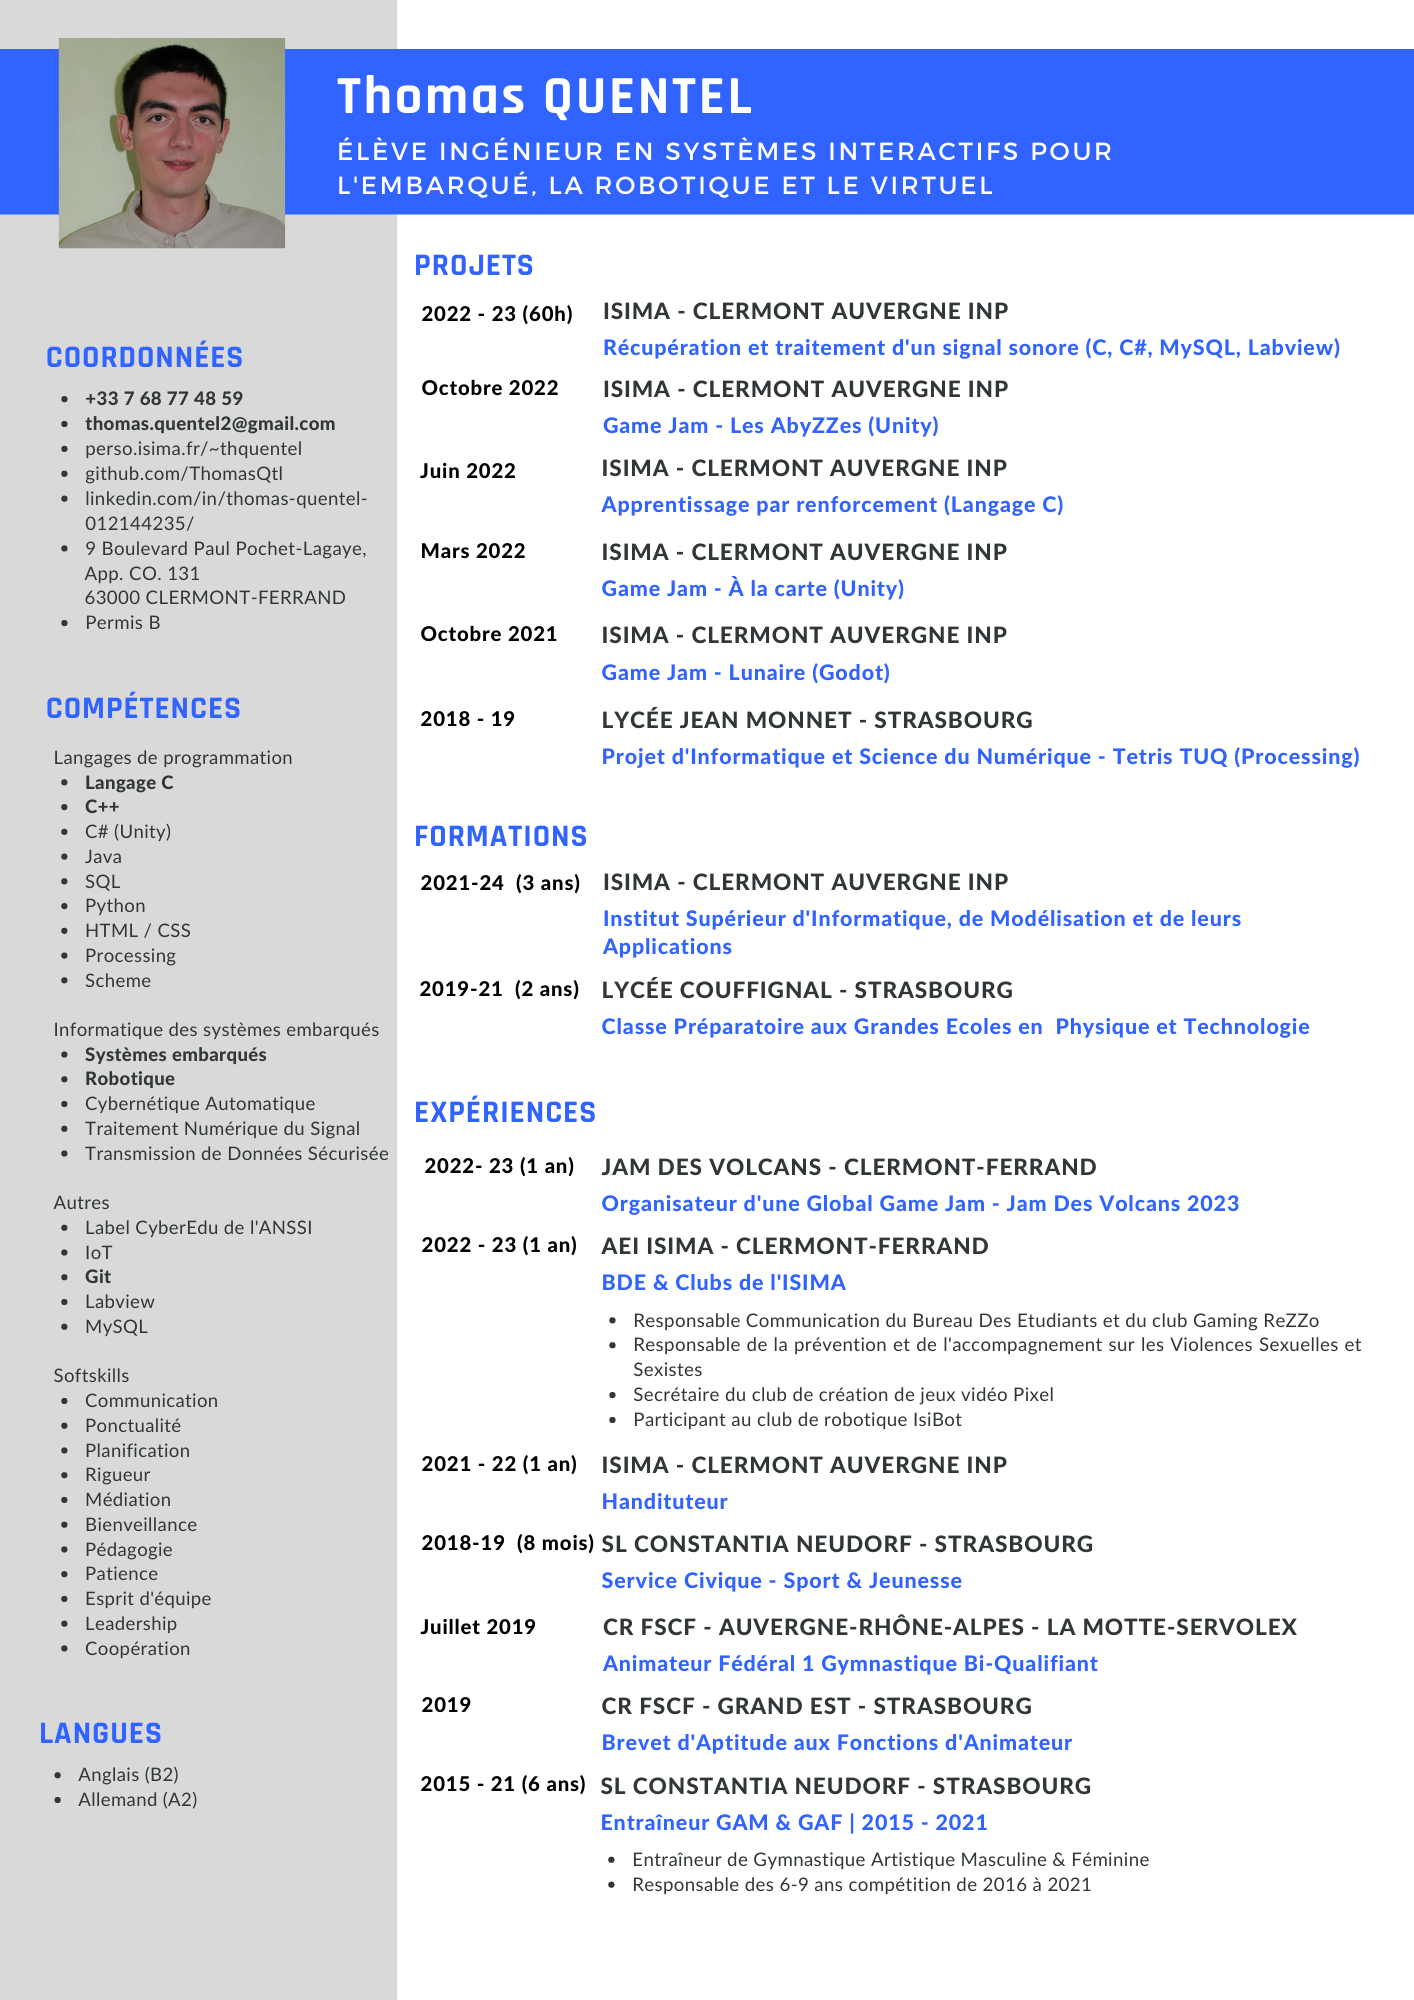 Thomas QUENTEL
ÉLÈVE INGÉNIEUR EN SYSTÈMES INTERACTIFS POUR
L'EMBARQUÉ, LA ROBOTIQUE ET LE VIRTUEL
COORDONNÉES
• +33 7 68 77 48 59
• thomas.quentel2@gmail.com
• perso.isima.fr/~thquentel
• github.com/ThomasQtl
• linkedin.com/in/thomas-quentel-
012144235/
• 9 Boulevard Paul Pochet-Lagaye,
App. CO. 131
63000 CLERMONT-FERRAND
• Permis B
COMPÉTENCES
Langages de programmation
• Langage C
• C++
• C# (Unity)
• Java
• SQL
• Python
• HTML / CSS
• Processing
• Scheme
Informatique des systèmes embarqués
• Systèmes embarqués
• Robotique
• Cybernétique Automatique
• Traitement Numérique du Signal
• Transmission de Données Sécurisée
Autres
• Label CyberEdu de l'ANSSI
• IoT
• Git
• Labview
• MySQL
Softskills
• Communication
• Ponctualité
• Planification
• Rigueur
• Médiation
• Bienveillance
• Pédagogie
• Patience
• Esprit d'équipe
• Leadership
• Coopération
LANGUES
• Anglais (B2)
• Allemand (A2)
PROJETS
2022 - 23 (60h) ISIMA - CLERMONT AUVERGNE INP
Récupération et traitement d'un signal sonore (C, C#, MySQL, Labview)
Octobre 2022 ISIMA - CLERMONT AUVERGNE INP
Game Jam - Les AbyZZes (Unity)
Juin 2022 ISIMA - CLERMONT AUVERGNE INP
Apprentissage par renforcement (Langage C)
Mars 2022 ISIMA - CLERMONT AUVERGNE INP
Game Jam - À la carte (Unity)
Octobre 2021 ISIMA - CLERMONT AUVERGNE INP
Game Jam - Lunaire (Godot)
2018 - 19 LYCÉE JEAN MONNET - STRASBOURG
Projet d'Informatique et Science du Numérique - Tetris TUQ (Processing)
FORMATIONS
2021-24 (3 ans) ISIMA - CLERMONT AUVERGNE INP
Institut Supérieur d'Informatique, de Modélisation et de leurs
Applications
2019-21 (2 ans) LYCÉE COUFFIGNAL - STRASBOURG
Classe Préparatoire aux Grandes Ecoles en Physique et Technologie
EXPÉRIENCES
2022- 23 (1 an) JAM DES VOLCANS - CLERMONT-FERRAND
Organisateur d'une Global Game Jam - Jam Des Volcans 2023
2022 - 23 (1 an) AEI ISIMA - CLERMONT-FERRAND
BDE & Clubs de l'ISIMA
• Responsable Communication du Bureau Des Etudiants et du club Gaming ReZZo
• Responsable de la prévention et de l'accompagnement sur les Violences Sexuelles et
Sexistes
• Secrétaire du club de création de jeux vidéo Pixel
• Participant au club de robotique IsiBot
2021 - 22 (1 an) ISIMA - CLERMONT AUVERGNE INP
Handituteur
2018-19 (8 mois) SL CONSTANTIA NEUDORF - STRASBOURG
Service Civique - Sport & Jeunesse
Juillet 2019 CR FSCF - AUVERGNE-RHÔNE-ALPES - LA MOTTE-SERVOLEX
Animateur Fédéral 1 Gymnastique Bi-Qualifiant
2019 CR FSCF - GRAND EST - STRASBOURG
Brevet d'Aptitude aux Fonctions d'Animateur
2015 - 21 (6 ans) SL CONSTANTIA NEUDORF - STRASBOURG
Entraîneur GAM & GAF | 2015 - 2021
• Entraîneur de Gymnastique Artistique Masculine & Féminine
• Responsable des 6-9 ans compétition de 2016 à 2021